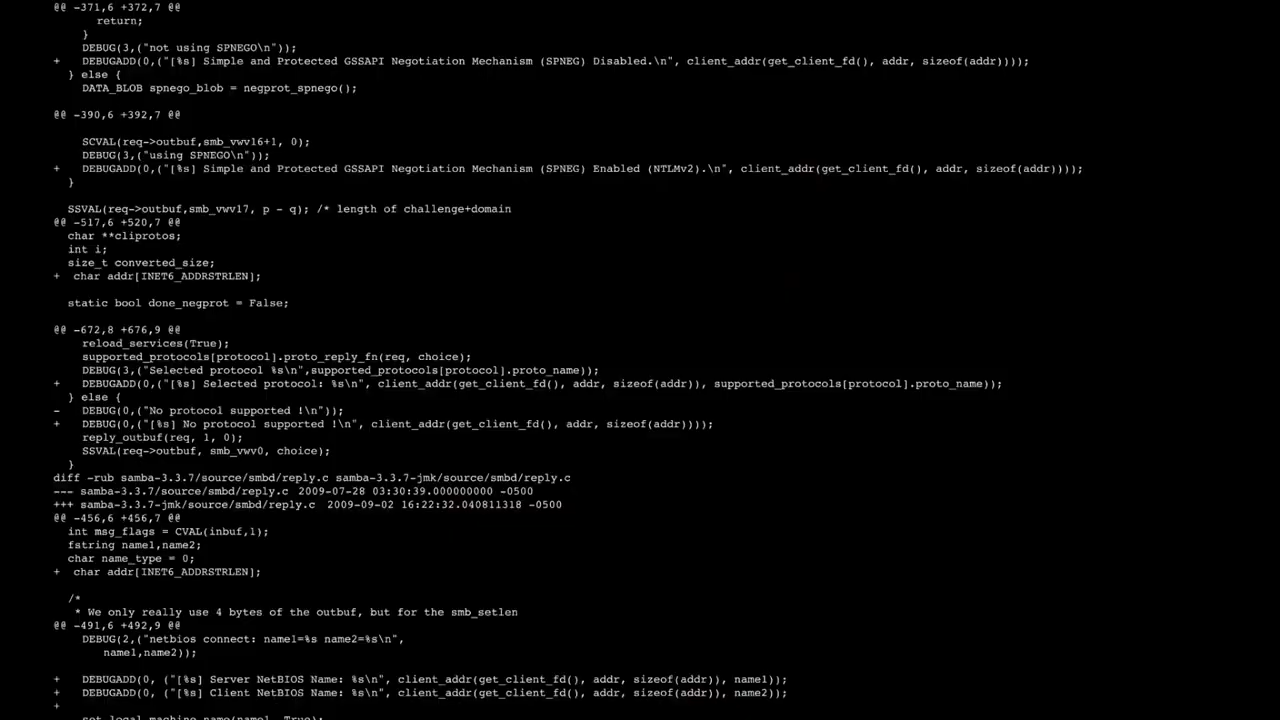 @@ -371,6 +372,7 @@
return;
}
DEBUG(3,("not using SPNEGO\n"));
+ DEBUGADD(0,("[%s] Simple and Protected GSSAPI Negotiation Mechanism (SPNEG) Disabled.\n", client_addr(get_client_fd(), addr, sizeof(addr))));
} else {
DATA_BLOB spnego_blob = negprot_spnego();
@@ -390,6 +392,7 @@
SCVAL(req->outbuf,smb_vwv16+1, 0);
DEBUG(3,("using SPNEGO\n"));
+ DEBUGADD(0,("[%s] Simple and Protected GSSAPI Negotiation Mechanism (SPNEG) Enabled (NTLMv2).\n", client_addr(get_client_fd(), addr, sizeof(addr))));
}
SSVAL(req->outbuf,smb_vwv17, p - q); /* length of challenge+domain
@@ -517,6 +520,7 @@
char **cliprotos;
int i;
size_t converted_size;
+ char addr[INET6_ADDRSTRLEN];
static bool done_negprot = False;
@@ -672,8 +676,9 @@
reload_services(True);
supported_protocols[protocol].proto_reply_fn(req, choice);
DEBUG(3,("Selected protocol %s\n",supported_protocols[protocol].proto_name));
+ DEBUGADD(0,("[%s] Selected protocol: %s\n", client_addr(get_client_fd(), addr, sizeof(addr)), supported_protocols[protocol].proto_name));
} else {
- DEBUG(0,("No protocol supported !\n"));
+ DEBUG(0,("[%s] No protocol supported !\n", client_addr(get_client_fd(), addr, sizeof(addr))));
reply_outbuf(req, 1, 0);
SSVAL(req->outbuf, smb_vwv0, choice);
}
diff -rub samba-3.3.7/source/smbd/reply.c samba-3.3.7-jmk/source/smbd/reply.c
--- samba-3.3.7/source/smbd/reply.c 2009-07-28 03:30:39.000000000 -0500
+++ samba-3.3.7-jmk/source/smbd/reply.c 2009-09-02 16:22:32.040811318 -0500
@@ -456,6 +456,7 @@
int msg_flags = CVAL(inbuf,1);
fstring name1,name2;
char name_type = 0;
+ char addr[INET6_ADDRSTRLEN];
/*
* We only really use 4 bytes of the outbuf, but for the smb_setlen
@@ -491,6 +492,9 @@
DEBUG(2,("netbios connect: name1=%s name2=%s\n",
name1,name2));
+ DEBUGADD(0, ("[%s] Server NetBIOS Name: %s\n", client_addr(get_client_fd(), addr, sizeof(addr)), name1));
+ DEBUGADD(0, ("[%s] Client NetBIOS Name: %s\n", client_addr(get_client_fd(), addr, sizeof(addr)), name2));
+
set_local_machine_name(name1, True);